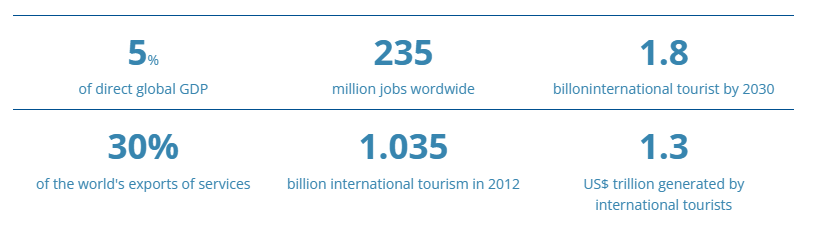 5%
of direct global GDP
235
million jobs wordwide
1.8
billoninternational tourist by 2030
30%
of the world's exports of services
1.035
billion international tourism in 2012
1.3
US$ trillion generated by
international tourists